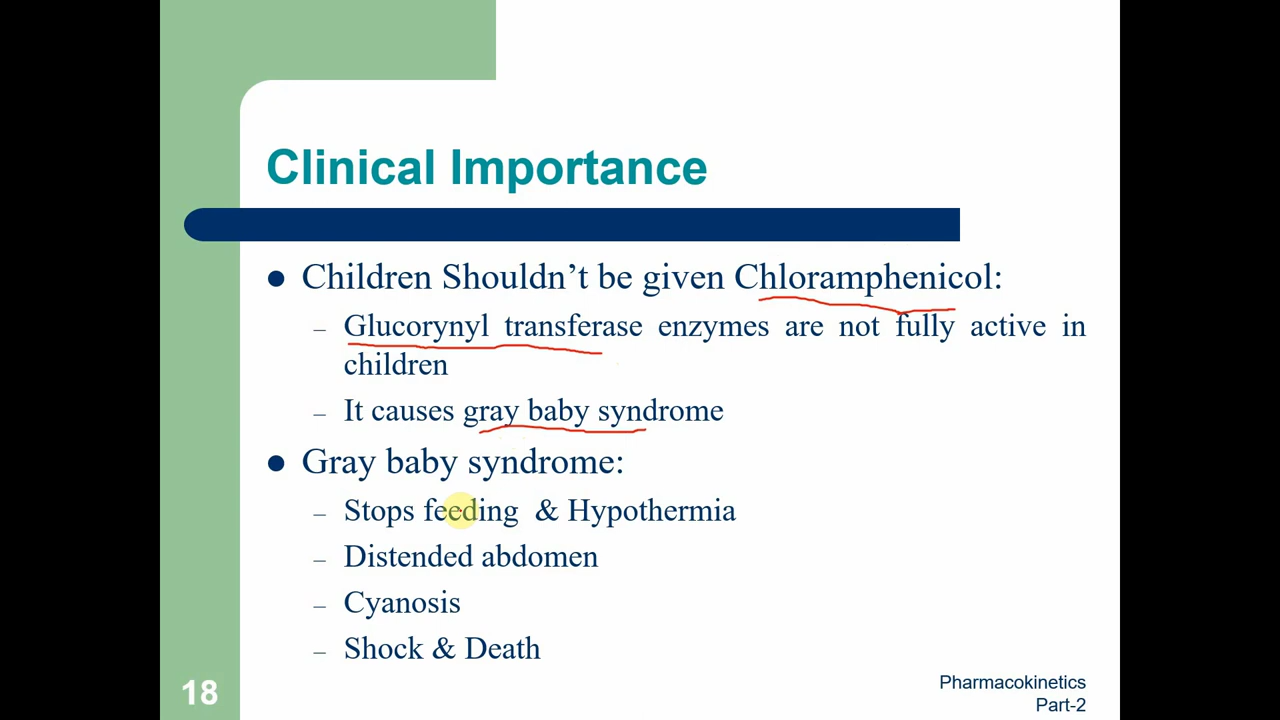 Clinical Importance
● Children Shouldn’t be given Chloramphenicol:
– Glucorynyl transferase enzymes are not fully active in
children
– It causes gray baby syndrome
● Gray baby syndrome:
– Stops feeding & Hypothermia
– Distended abdomen
– Cyanosis
– Shock & Death
18
Pharmacokinetics
Part-2